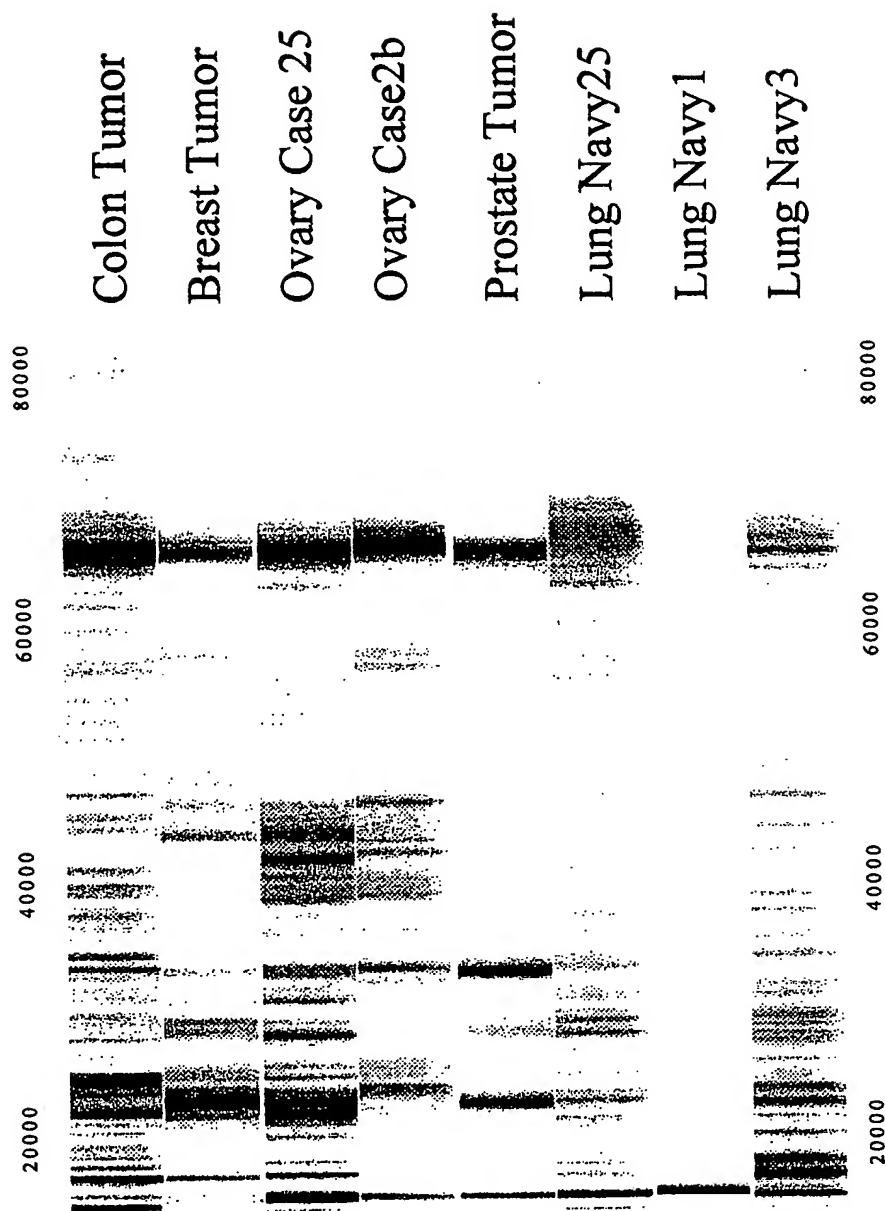 Colon Tumor
Breast Tumor
Ovary Case 25
Ovary Case2b
Prostate Tumor
Lung Navy25
Lung Navy1
Lung Navy3
80000
60000
40000
20000
80000
60000
40000
20000